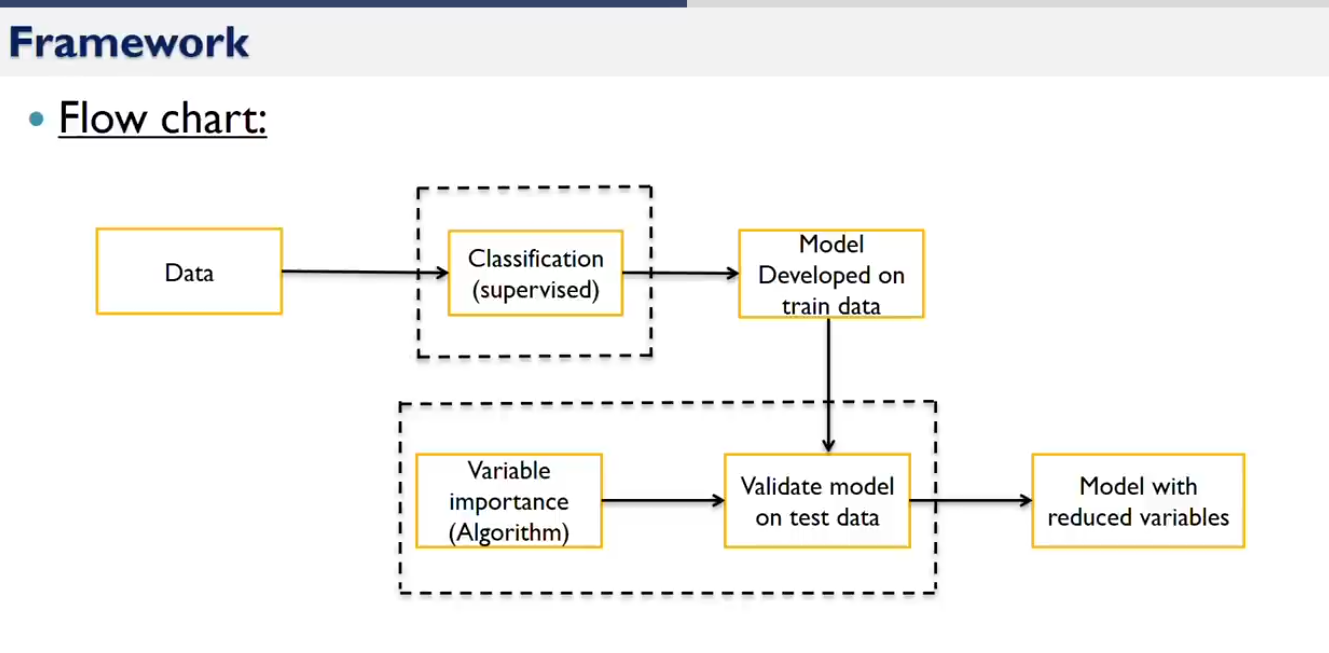 Framework
• Flow chart:
Data
Classification
(supervised)
Model
Developed on
train data
Variable
importance
(Algorithm)
Validate model
on test data
Model with
reduced variables